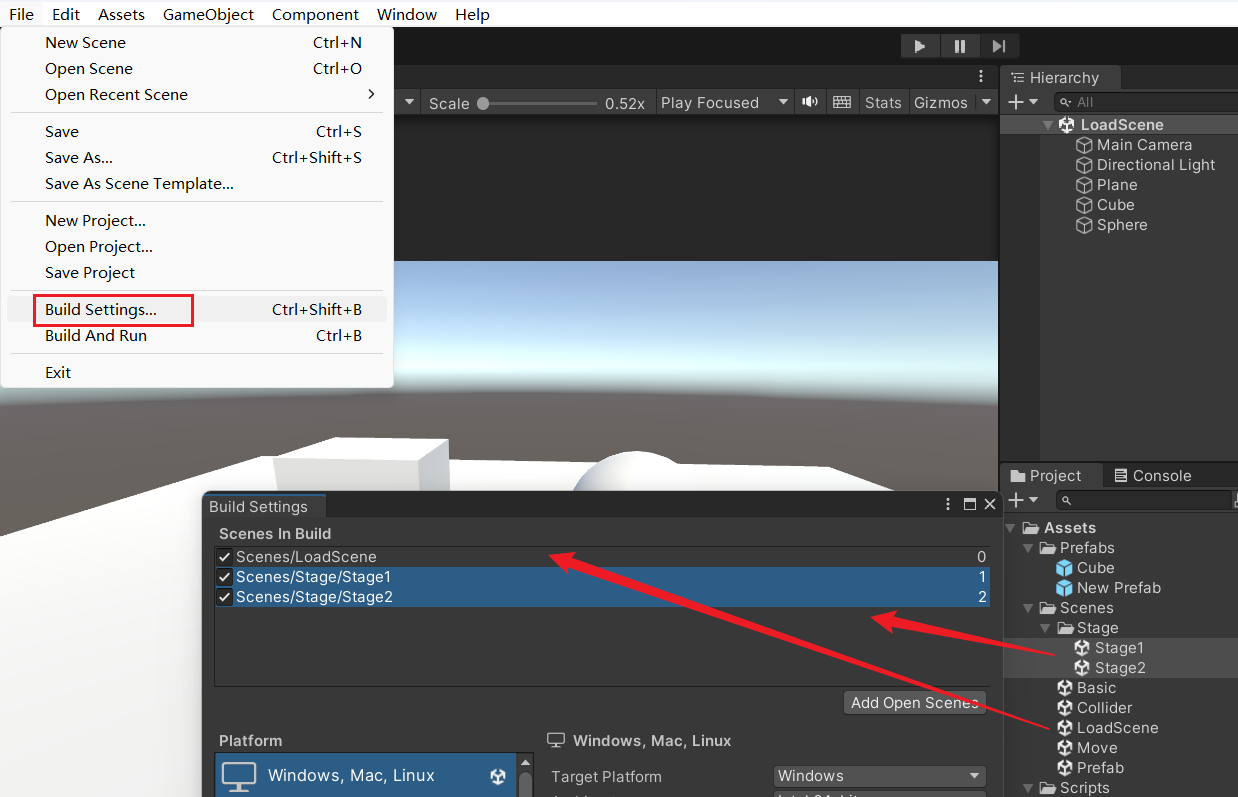 File Edit Assets GameObject Component Window Help
New Scene Ctrl+N
Open Scene Ctrl+O
Open Recent Scene
Save Ctrl+S
Save As... Ctrl+Shift+S
Save As Scene Template...
New Project...
Open Project...
Save Project
Build Settings... Ctrl+Shift+B
Build And Run Ctrl+B
Exit
Scale 0.52x Play Focused Stats Gizmos
Hierarchy
All
LoadScene
Main Camera
Directional Light
Plane
Cube
Sphere
Build Settings
Scenes In Build
Scenes/LoadScene 0
Scenes/Stage/Stage1 1
Scenes/Stage/Stage2 2
Add Open Scenes
Platform
Windows, Mac, Linux
Windows, Mac, Linux
Target Platform Windows
Project Console
Assets
Prefabs
Cube
New Prefab
Scenes
Stage
Stage1
Stage2
Basic
Collider
LoadScene
Move
Prefab
Scripts